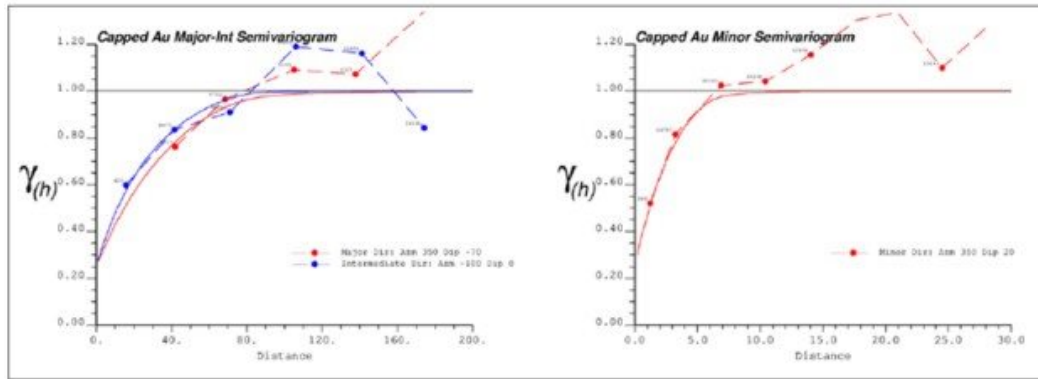 Capped Au Major-Int Semivariogram
1.20
1.00
0.80
γ(h)
0.60
0.40
Major Dir: Azm 350 Dip -70
Intermediate Dir: Azm -100 Dip 0
0.20
0.00
0. 40. 80. 120. 160. 200.
Distance
Capped Au Minor Semivariogram
1.20
1.00
0.80
γ(h)
0.60
0.40
Minor Dir: Azm 350 Dip 20
0.20
0.00
0.0 5.0 10.0 15.0 20.0 25.0 30.0
Distance